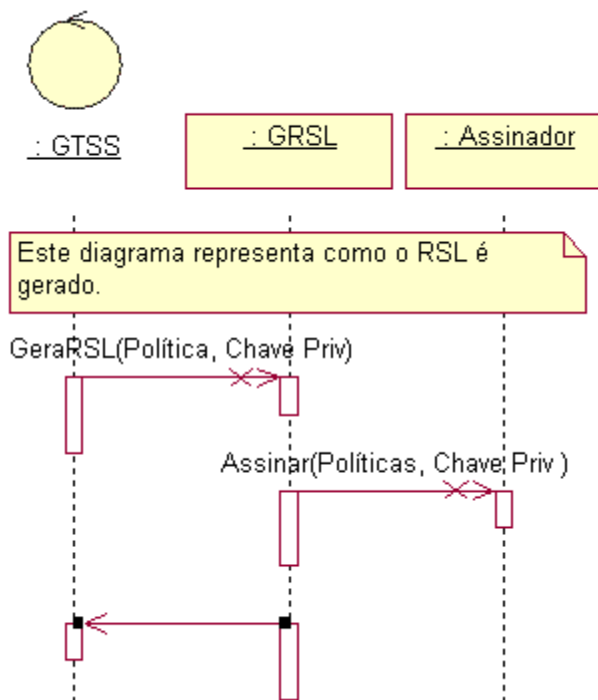 : GTSS
: GRSL
: Assinador
Este diagrama representa como o RSL é
gerado.
GeraRSL(Política, Chave Priv)
Assinar(Políticas, Chave Priv )